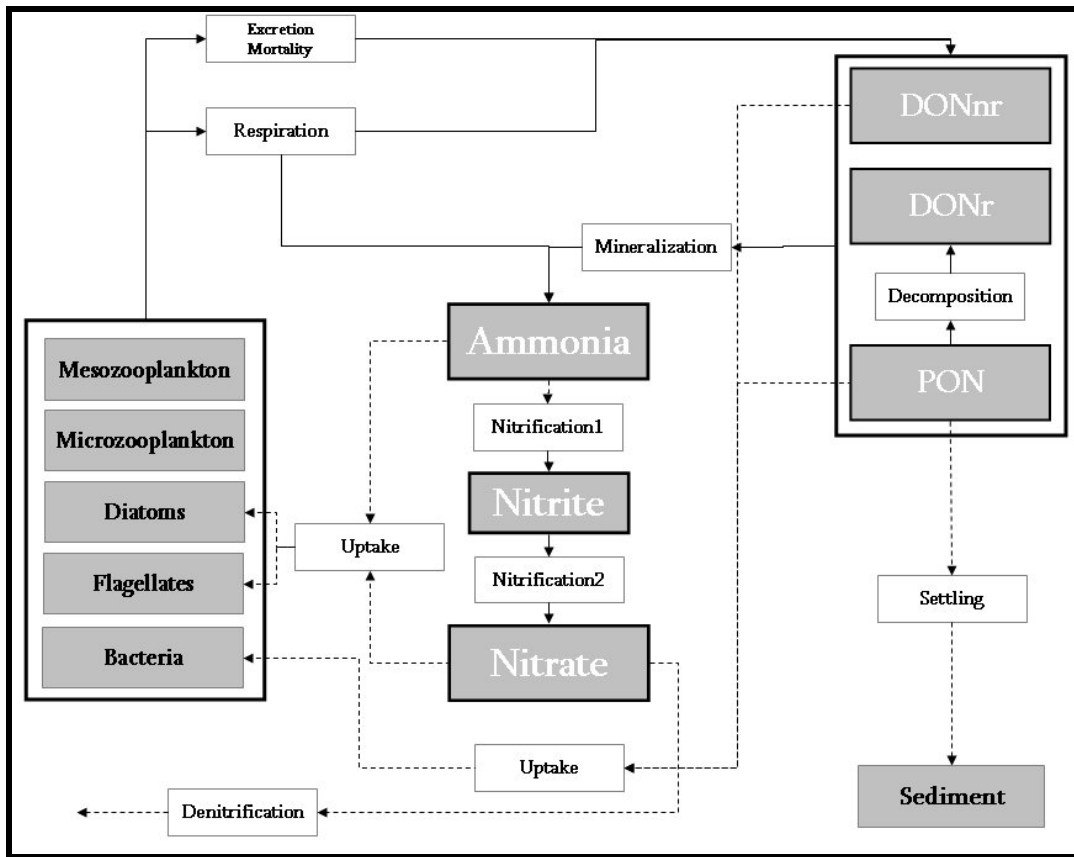 Excretion
Mortality
DONnr
Respiration
DONr
Mineralization
Decomposition
Ammonia
Mesozooplankton
PON
Nitrification1
Microzooplankton
Nitrite
Diatoms
Uptake
Nitrification2
Flagellates
Settling
Bacteria
Nitrate
Uptake
Sediment
Denitrification